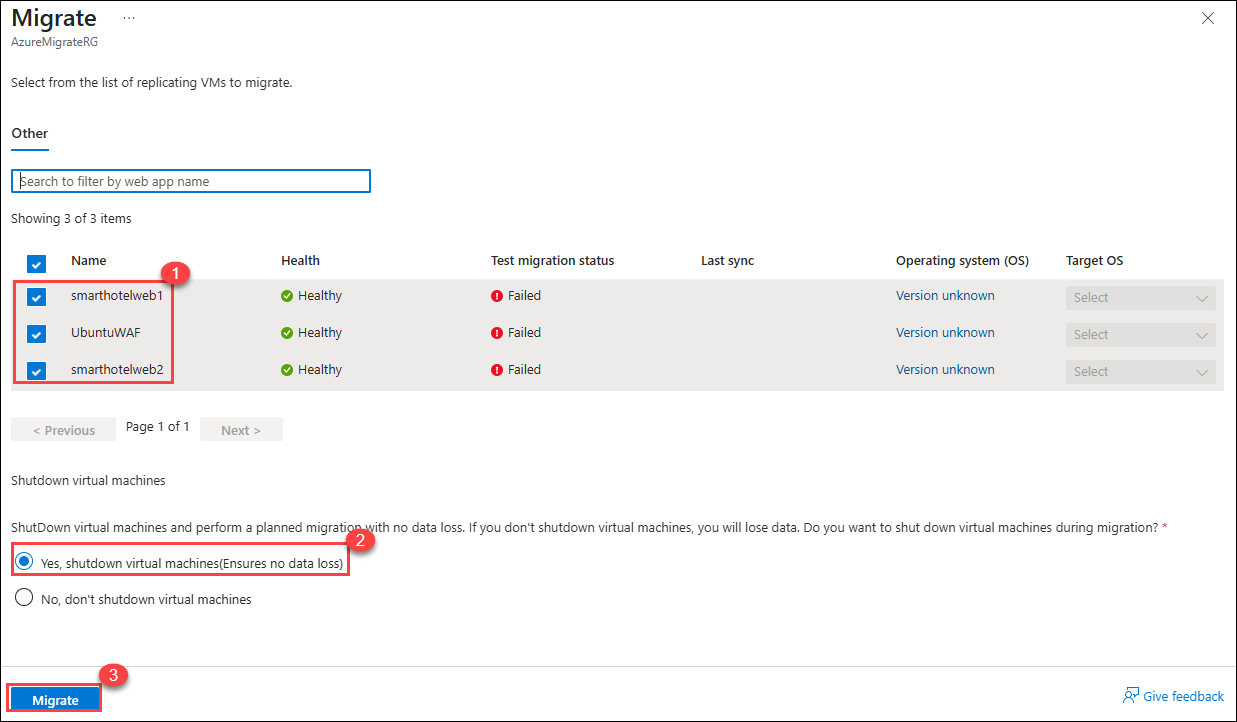 Migrate ...
AzureMigrateRG
Select from the list of replicating VMs to migrate.
Other
Search to filter by web app name
Showing 3 of 3 items
Name Health Test migration status Last sync Operating system (OS) Target OS
1
smarthotelweb1 Healthy Failed Version unknown Select
UbuntuWAF Healthy Failed Version unknown Select
smarthotelweb2 Healthy Failed Version unknown Select
< Previous Page 1 of 1 Next >
Shutdown virtual machines
ShutDown virtual machines and perform a planned migration with no data loss. If you don't shutdown virtual machines, you will lose data. Do you want to shut down virtual machines during migration? *
2
Yes, shutdown virtual machines(Ensures no data loss)
No, don't shutdown virtual machines
3
Migrate Give feedback